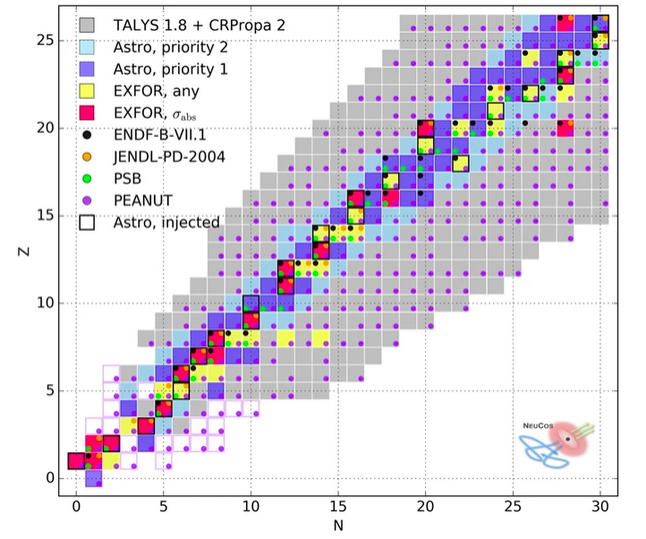 TALYS 1.8 + CRPropa 2
Astro, priority 2
Astro, priority 1
EXFOR, any
EXFOR, σabs
ENDF-B-VII.1
JENDL-PD-2004
PSB
PEANUT
Astro, injected
25
20
15
10
5
0
Z
0 5 10 15 20 25 30
N
NeuCos